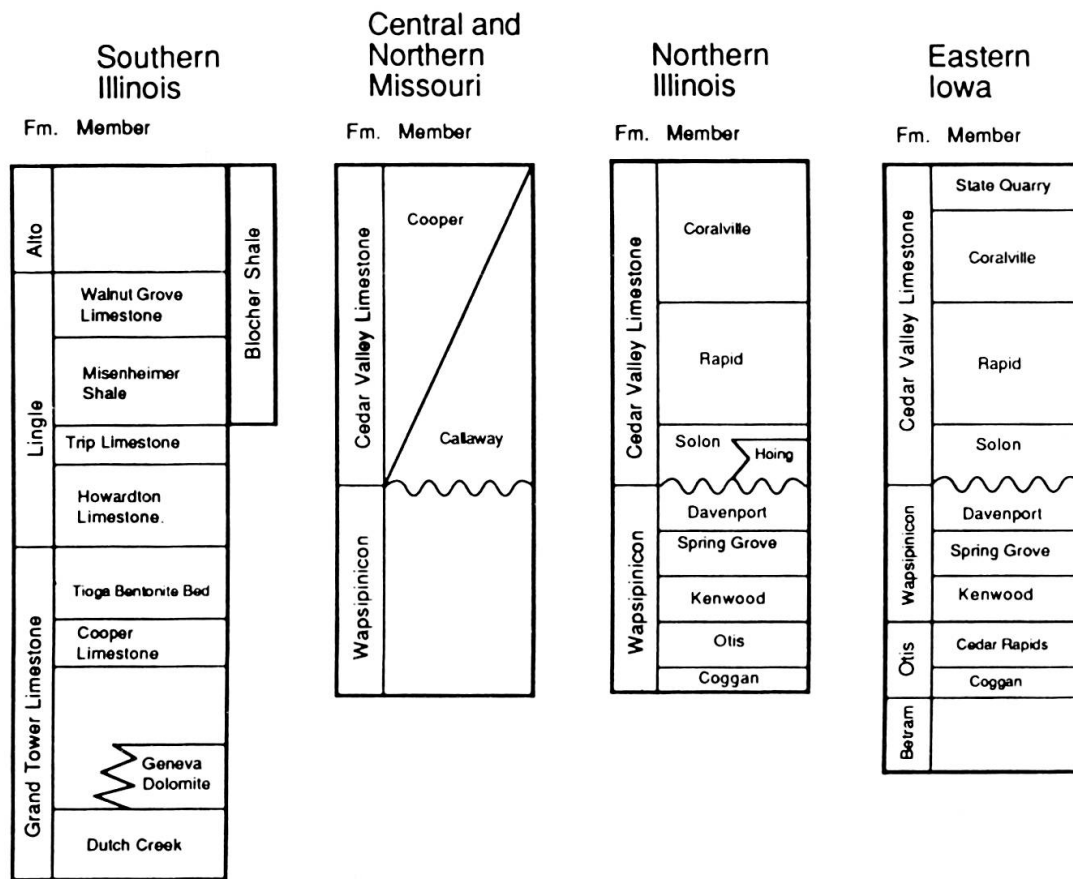 Southern
Illinois
Fm. Member
Alto
Lingle
Grand Tower Limestone
Walnut Grove
Limestone
Misenheimer
Shale
Trip Limestone
Howardton
Limestone.
Tioga Bentonite Bed
Cooper
Limestone
Geneva
Dolomite
Dutch Creek
Blocher Shale
Central and
Northern
Missouri
Fm. Member
Cedar Valley Limestone
Wapsipinicon
Cooper
Callaway
Northern
Illinois
Fm. Member
Cedar Valley Limestone
Wapsipinicon
Coralville
Rapid
Solon
Hoing
Davenport
Spring Grove
Kenwood
Otis
Coggan
Eastern
Iowa
Fm. Member
Cedar Valley Limestone
Wapsipinicon
Otis
Betram
State Quarry
Coralville
Rapid
Solon
Davenport
Spring Grove
Kenwood
Cedar Rapids
Coggan